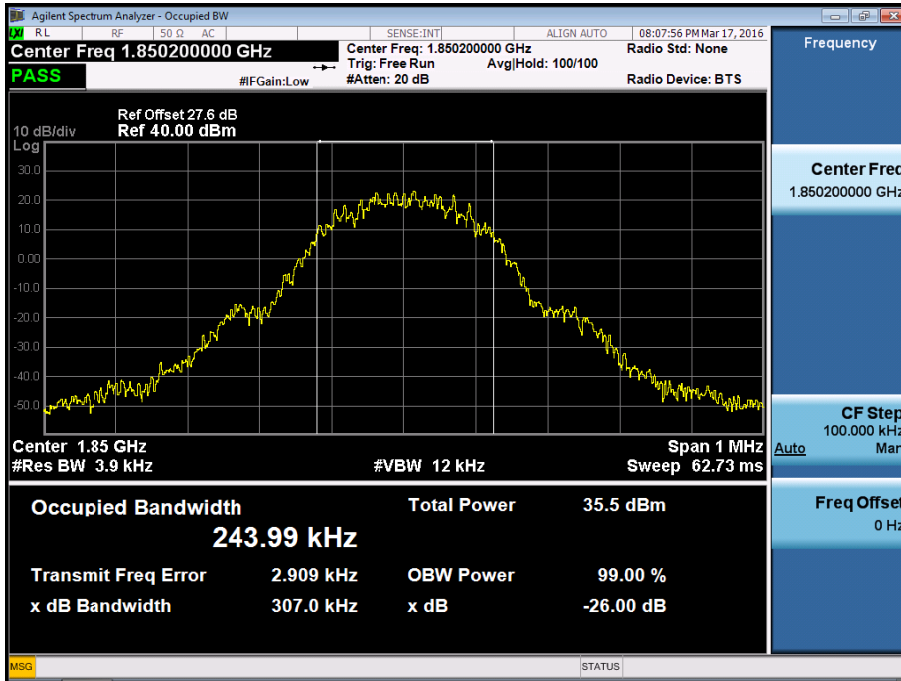 Agilent Spectrum Analyzer - Occupied BW
LXI RL RF 50 Ω AC SENSE:INT ALIGN AUTO 08:07:56 PM Mar 17, 2016
Center Freq 1.850200000 GHz
PASS
#IFGain:Low
Center Freq: 1.850200000 GHz
Trig: Free Run Avg|Hold: 100/100
#Atten: 20 dB
Radio Std: None
Radio Device: BTS
Ref Offset 27.6 dB
10 dB/div Ref 40.00 dBm
Log
30.0
20.0
10.0
0.00
-10.0
-20.0
-30.0
-40.0
-50.0
Center 1.85 GHz Span 1 MHz
#Res BW 3.9 kHz #VBW 12 kHz Sweep 62.73 ms
Occupied Bandwidth Total Power 35.5 dBm
243.99 kHz
Transmit Freq Error 2.909 kHz OBW Power 99.00 %
x dB Bandwidth 307.0 kHz x dB -26.00 dB
MSG STATUS
Frequency
Center Freq
1.850200000 GHz
CF Step
100.000 kHz
Auto Man
Freq Offset
0 Hz